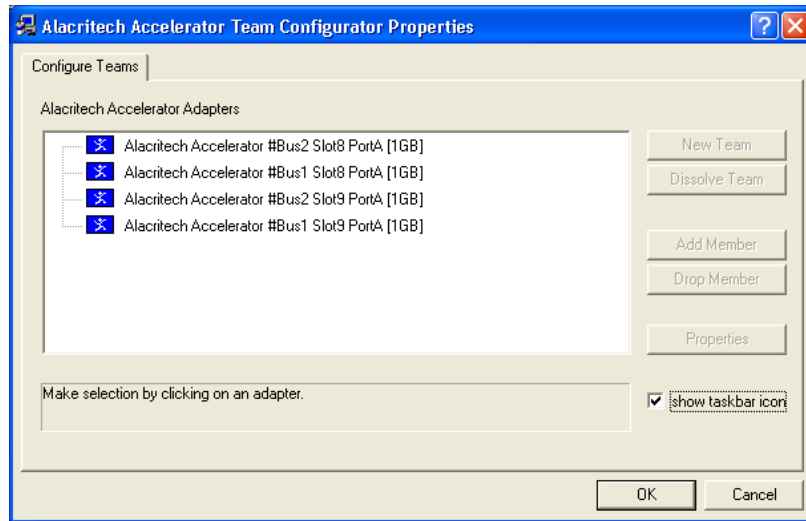 Alacritech Accelerator Team Configurator Properties
Configure Teams
Alacritech Accelerator Adapters
Alacritech Accelerator #Bus2 Slot8 PortA [1GB]
Alacritech Accelerator #Bus1 Slot8 PortA [1GB]
Alacritech Accelerator #Bus2 Slot9 PortA [1GB]
Alacritech Accelerator #Bus1 Slot9 PortA [1GB]
New Team
Dissolve Team
Add Member
Drop Member
Properties
Make selection by clicking on an adapter.
show taskbar icon
OK
Cancel